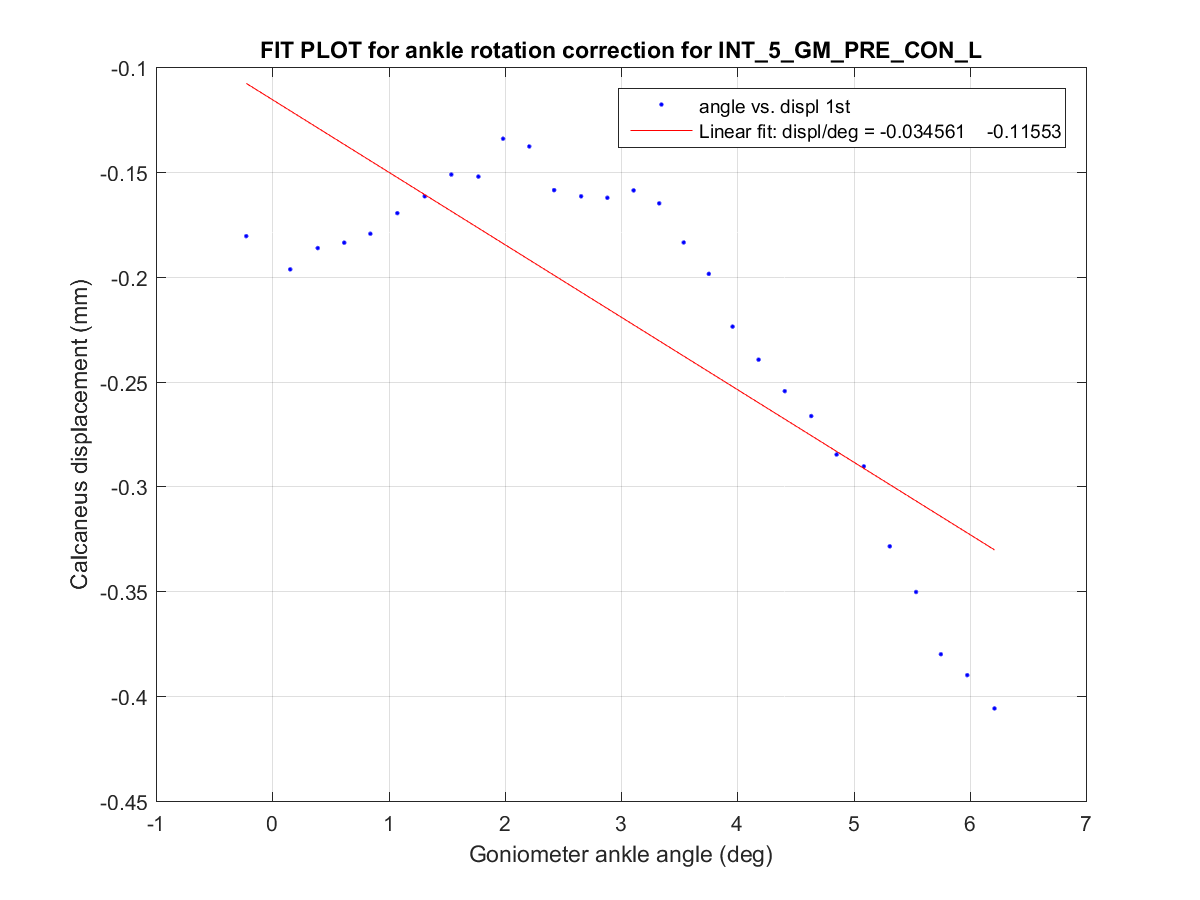 FIT PLOT for ankle rotation correction for INT_5_GM_PRE_CON_L
angle vs. displ 1st
Linear fit: displ/deg = -0.034561 -0.11553
-0.1
-0.15
-0.2
-0.25
-0.3
-0.35
-0.4
-0.45
Calcaneus displacement (mm)
-1 0 1 2 3 4 5 6 7
Goniometer ankle angle (deg)